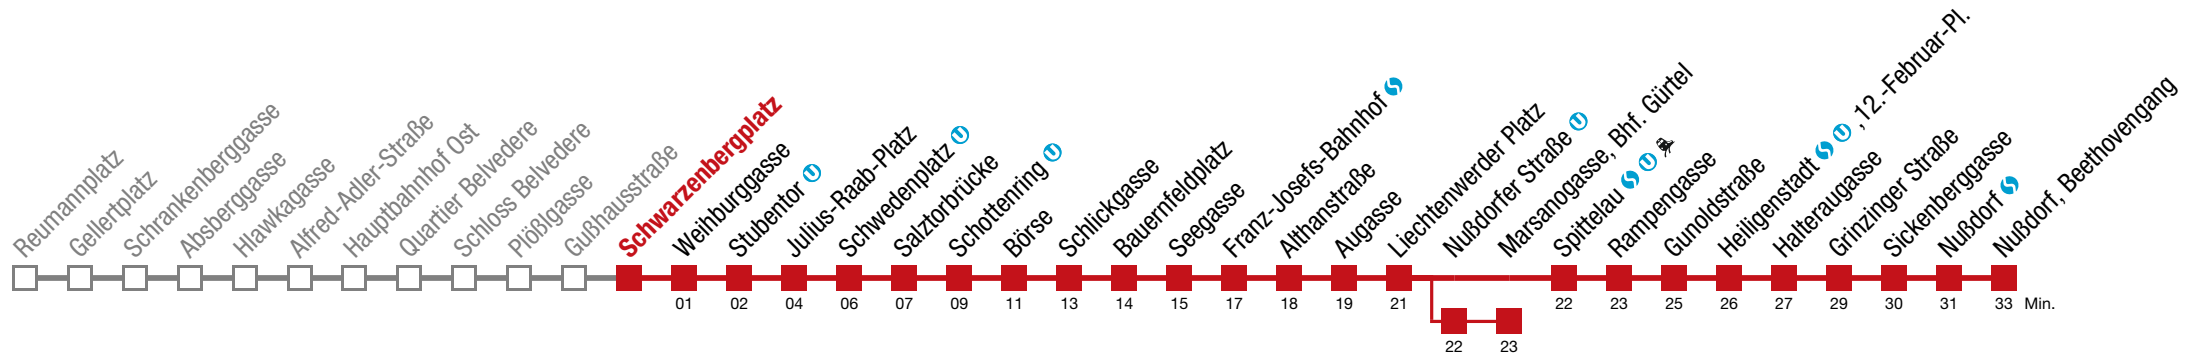 Reumannplatz
Gellertplatz
Schrankenberggasse
Absberggasse
Hlawkagasse
Alfred-Adler-Straße
Hauptbahnhof Ost
Quartier Belvedere
Schloss Belvedere
Plößlgasse
Gußhausstraße
Schwarzenbergplatz
Weihburggasse
Stubentor U
Julius-Raab-Platz
Schwedenplatz U
Salztorbrücke
Schottenring U
Börse
Schlickgasse
Bauernfeldplatz
Seegasse
Franz-Josefs-Bahnhof S
Althanstraße
Augasse
Liechtenwerder Platz
Nußdorfer Straße U
Marsanogasse, Bhf. Gürtel
Spittelau S U
Rampengasse
Gunoldstraße
Heiligenstadt S U , 12.-Februar-Pl.
Halteraugasse
Grinzinger Straße
Sickenberggasse
Nußdorf S
Nußdorf, Beethovengang
01 02 04 06 07 09 11 13 14 15 17 18 19 21 22 23 25 26 27 29 30 31 33 Min.
22 23